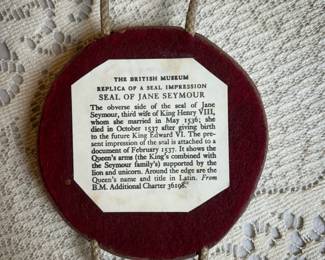 THE BRITISH MUSEUM
REPLICA OF A SEAL IMPRESSION
SEAL OF JANE SEYMOUR
The obverse side of the seal of Jane
Seymour, third wife of King Henry VIII,
whom she married in May 1536; she
died in October 1537 after giving birth
to the future King Edward VI. The pre-
sent impression of the seal is attached to a
document of February 1537. It shows the
Queen's arms (the King's combined with
the Seymour family's) supported by the
lion and unicorn. Around the edge are the
Queen's name and title in Latin. From
B.M. Additional Charter 36198.